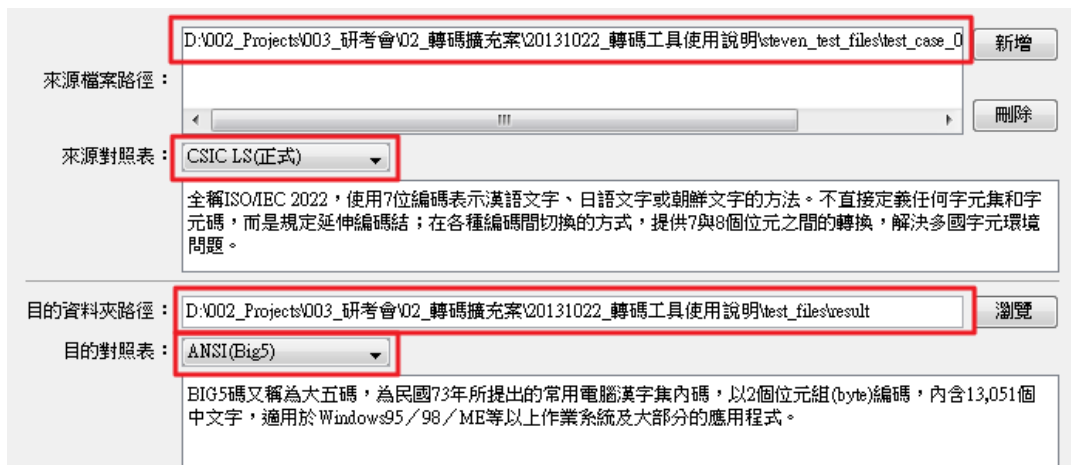 D:\002_Projects\003_研考會\02_轉碼擴充案\20131022_轉碼工具使用說明\steven_test_files\test_case_0
新增
來源檔案路徑：
刪除
來源對照表：
CSIC LS(正式)
全稱ISO/IEC 2022，使用7位編碼表示漢語文字、日語文字或朝鮮文字的方法。不直接定義任何字元集和字
元碼，而是規定延伸編碼結；在各種編碼間切換的方式，提供7與8個位元之間的轉換，解決多國字元環境
問題。
目的資料夾路徑：
D:\002_Projects\003_研考會\02_轉碼擴充案\20131022_轉碼工具使用說明\test_files\result
瀏覽
目的對照表：
ANSI(Big5)
BIG5碼又稱為大五碼，為民國73年所提出的常用電腦漢字集內碼，以2個位元組(byte)編碼，內含13,051個
中文字，適用於Windows95／98／ME等以上作業系統及大部分的應用程式。